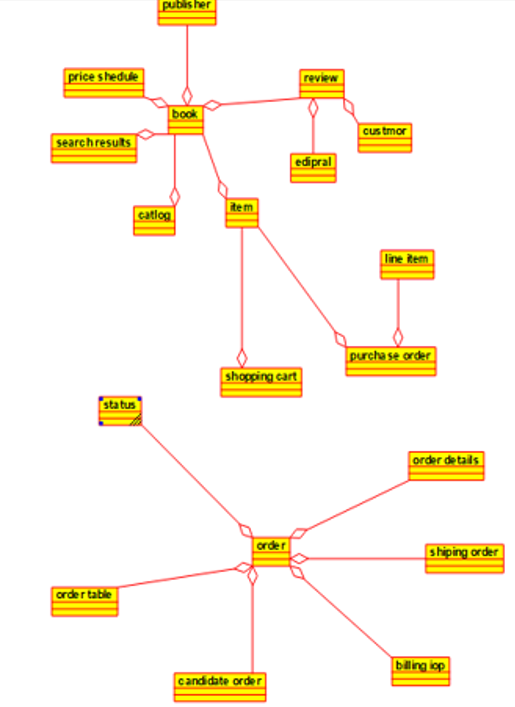 publisher
price shedule
review
book
custmor
search results
edipral
item
catlog
line item
purchase order
shopping cart
status
order details
order
shiping order
order table
billing iop
candidate order